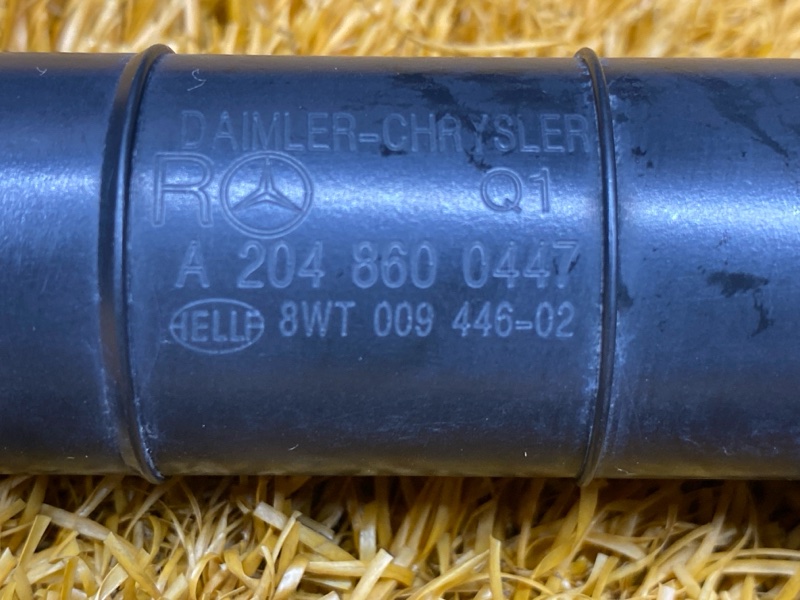 DAIMLER-CHRYSLER
R Q1
A 204 860 0447
HELLA 8WT 009 446-02